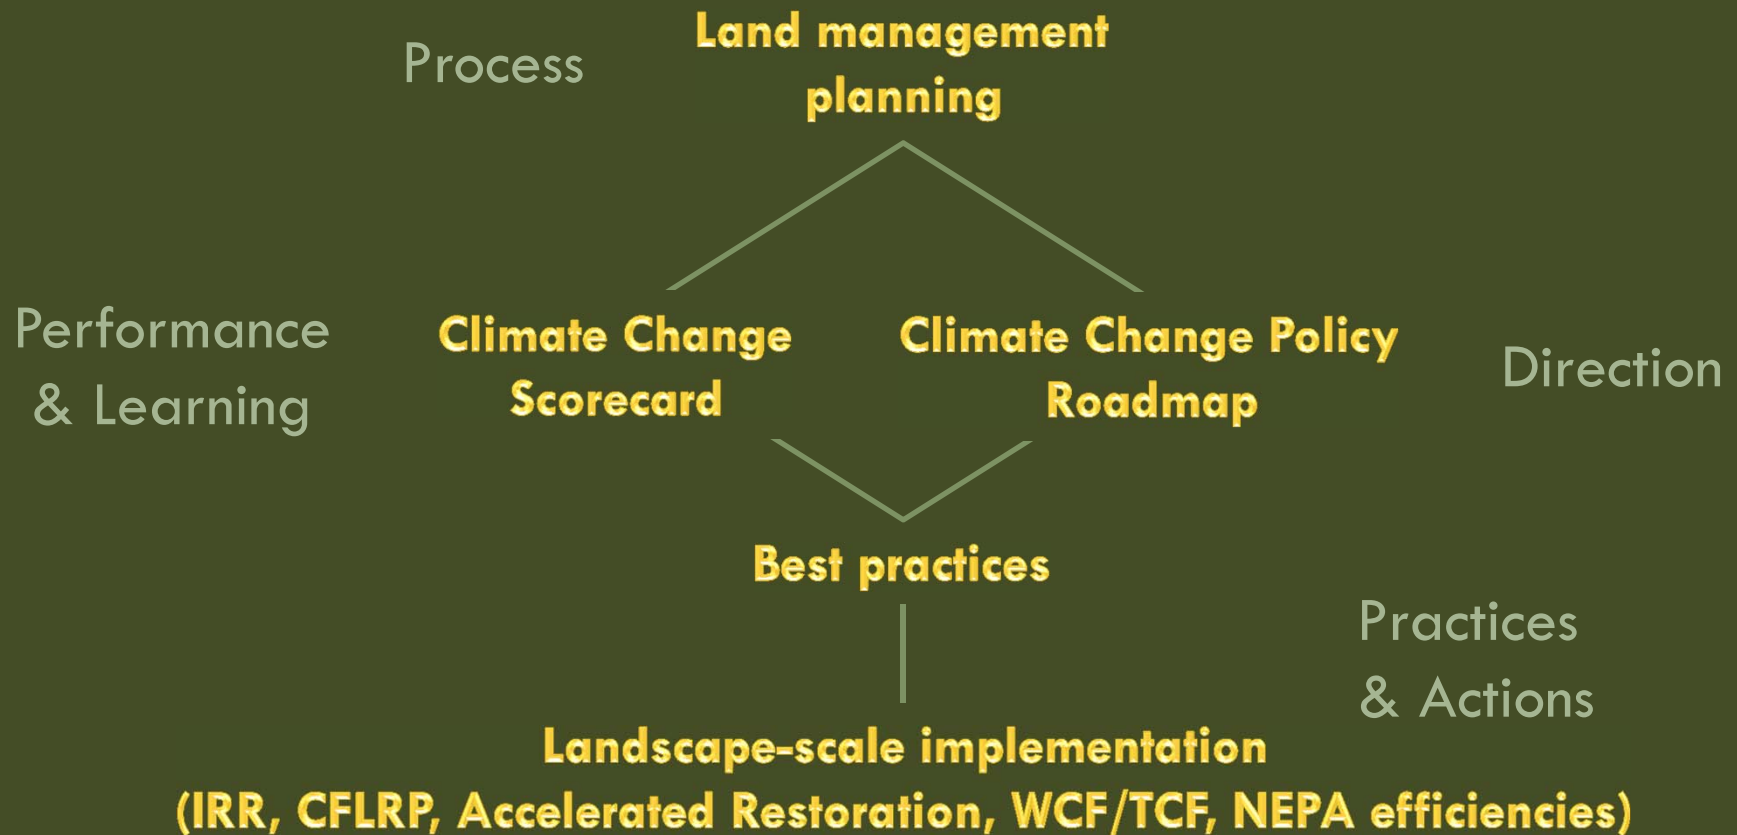 Process
Land management
planning
Performance
& Learning
Climate Change
Scorecard
Climate Change Policy
Roadmap
Direction
Best practices
Practices
& Actions
Landscape-scale implementation
(IRR, CFLRP, Accelerated Restoration, WCF/TCF, NEPA efficiencies)